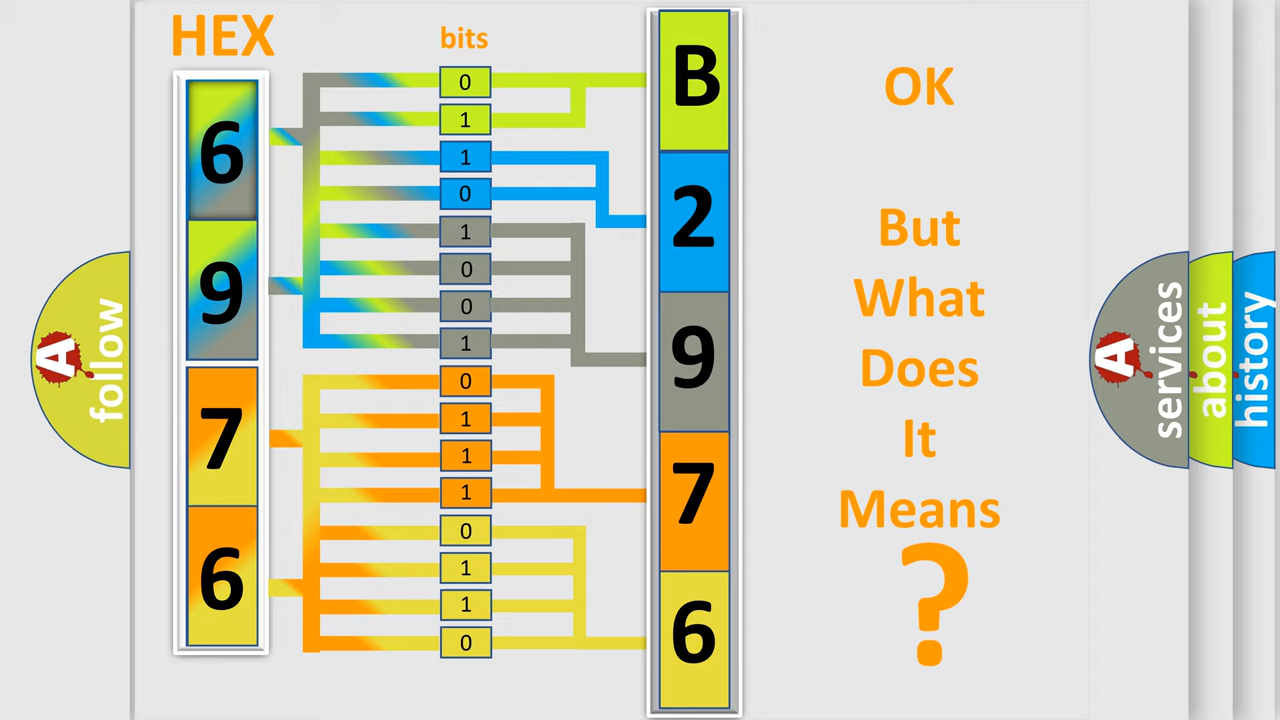 HEX
bits
6
9
7
6
0
1
1
0
1
0
0
1
0
1
1
1
0
1
1
0
B
2
9
7
6
OK
But
What
Does
It
Means
?
A
follow
A
services
about
history